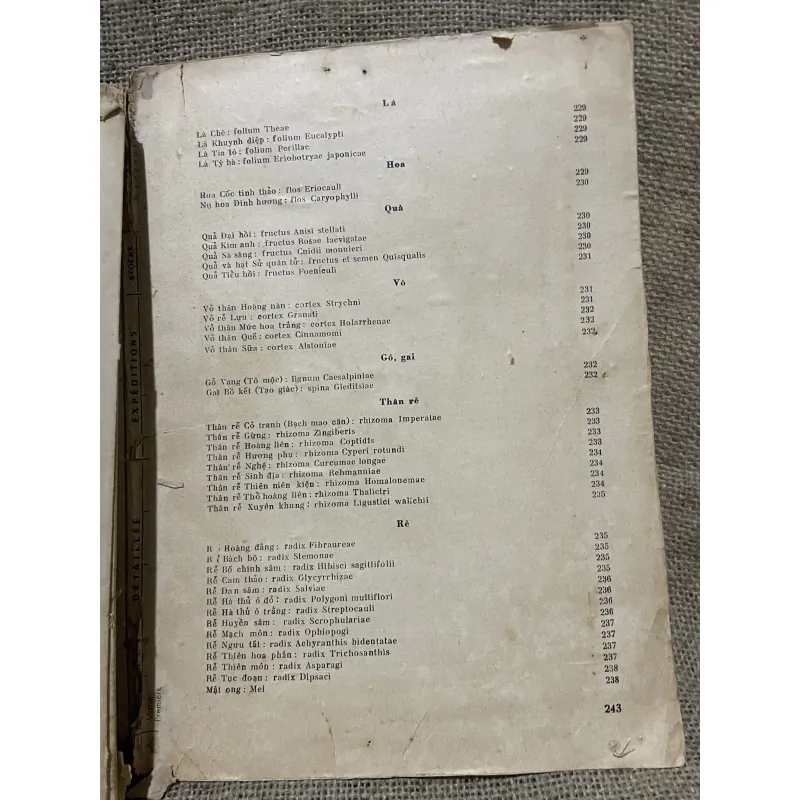 Lá
Lá Chè : folium Theae 229
Lá Khuynh diệp : folium Eucalypti 229
Lá Tía tô : folium Perillae 229
Lá Tỳ bà : folium Eriobotryae japonicae 229
Hoa
Hoa Cốc tinh thảo : flos Eriocauli 229
Nụ hoa Đinh hương : flos Caryophylli 230
Quả
Quả Đại hồi : fructus Anisi stellati 230
Quả Kim anh : fructus Rosae laevigatae 230
Quả Sà sàng : fructus Cnidii monnieri 230
Quả và hạt Sử quân tử : fructus et semen Quisqualis 230
Quả Tiểu hồi : fructus Foeniculi 231
Vỏ
Vỏ thân Hoàng nàn : cortex Strychni 231
Vỏ rễ Lựu : cortex Granati 231
Vỏ thân Mức hoa trắng : cortex Holarrhenae 232
Vỏ thân Quế : cortex Cinnamomi 232
Vỏ thân Sữa : cortex Alstoniae 232
Gỗ, gai
Gỗ Vang (Tô mộc) : lignum Caesalpiniae 232
Gai Bồ kết (Tạo giác) : spina Gleditsiae 232
Thân rễ
Thân rễ Cỏ tranh (Bạch mao căn) : rhizoma Imperatae 233
Thân rễ Gừng : rhizoma Zingiberis 233
Thân rễ Hoàng liên : rhizoma Coptidis 233
Thân rễ Hương phụ : rhizoma Cyperi rotundi 233
Thân rễ Nghệ : rhizoma Curcumae longae 234
Thân rễ Sinh địa : rhizoma Rehmanniae 234
Thân rễ Thiên niên kiện : rhizoma Homalonemae 234
Thân rễ Thổ hoàng liên : rhizoma Thalictri 234
Thân rễ Xuyên khung : rhizoma Ligustici walichii 235
Rễ
Hoàng đằng : radix Fibraureae 235
Bách bộ : radix Stemonae 235
Rễ Bố chính sâm : radix Hibisci sagittifolii 235
Rễ Cam thảo : radix Glycyrrhizae 235
Rễ Đan sâm : radix Salviae 236
Rễ Hà thủ ô đỏ : radix Polygoni multiflori 236
Rễ Hà thủ ô trắng : radix Streptocauli 236
Rễ Huyền sâm : radix Scrophulariae 236
Rễ Mạch môn : radix Ophiopogi 237
Rễ Ngưu tất : radix Achyranthis bidentatae 237
Rễ Thiên hoa phấn : radix Trichosanthis 237
Rễ Thiên môn : radix Asparagi 237
Rễ Tục đoạn : radix Dipsaci 238
Mật ong : Mel 238
243
STOCKS
EXPÉDITIONS
DÉTAILLÉE
Première